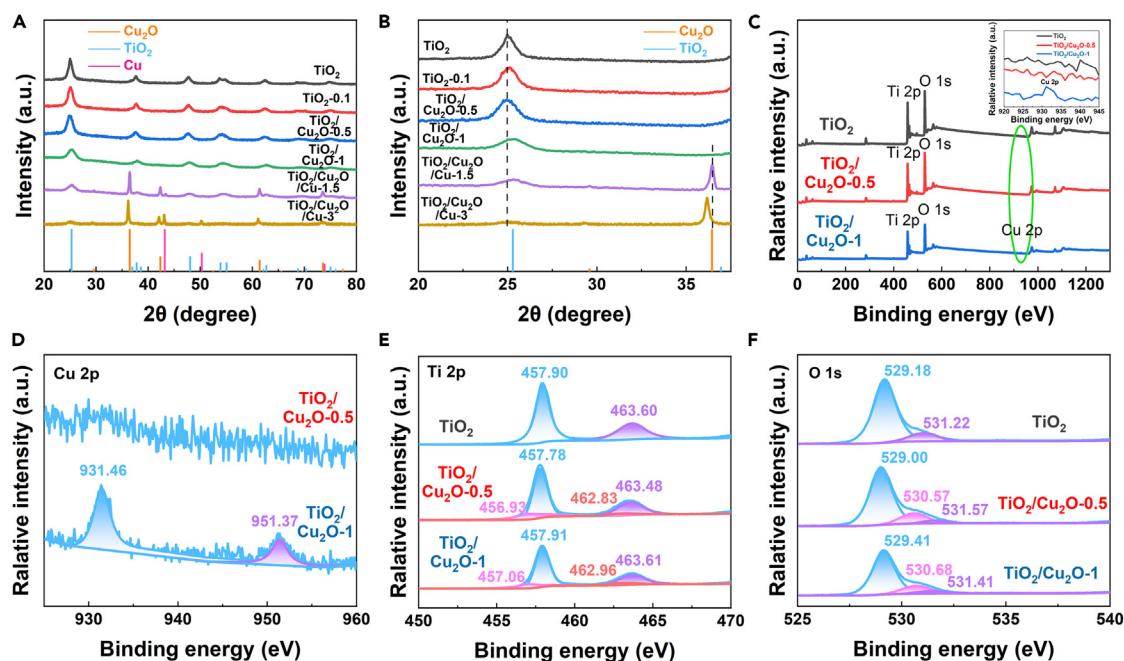 A
Cu2O
TiO2
Cu
TiO2
TiO2-0.1
TiO2/
Cu2O-0.5
TiO2/
Cu2O-1
TiO2/Cu2O
/Cu-1.5
TiO2/Cu2O
/Cu-3
Intensity (a.u.)
20 30 40 50 60 70 80
2θ (degree)
B
Cu2O
TiO2
TiO2
TiO2-0.1
TiO2/
Cu2O-0.5
TiO2/
Cu2O-1
TiO2/Cu2O
/Cu-1.5
TiO2/Cu2O
/Cu-3
Intensity (a.u.)
20 25 30 35
2θ (degree)
C
TiO2
TiO2/Cu2O-0.5
TiO2/Cu2O-1
Cu 2p
Ralative intensity (a.u.)
920 925 930 935 940 945
Binding energy (eV)
O 1s
Ti 2p
TiO2
O 1s
Ti 2p
TiO2/
Cu2O-0.5
O 1s
Ti 2p
TiO2/
Cu2O-1
Cu 2p
Ralative intensity (a.u.)
0 200 400 600 800 1000 1200
Binding energy (eV)
D
Cu 2p
TiO2/
Cu2O-0.5
931.46
TiO2/
Cu2O-1
951.37
Ralative intensity (a.u.)
930 940 950 960
Binding energy (eV)
E
Ti 2p
457.90
463.60
TiO2
457.78
TiO2/
Cu2O-0.5
456.93
462.83
463.48
TiO2/
Cu2O-1
457.91
457.06
462.96
463.61
Ralative intensity (a.u.)
450 455 460 465 470
Binding energy (eV)
F
O 1s
529.18
531.22
TiO2
529.00
530.57
531.57
TiO2/Cu2O-0.5
529.41
530.68
531.41
TiO2/Cu2O-1
Ralative intensity (a.u.)
525 530 535 540
Binding energy (eV)